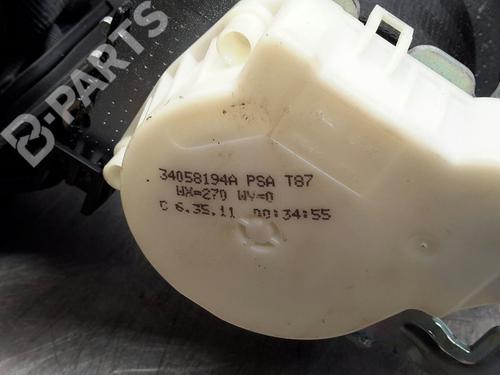 B-PARTS
34058194A PSA T87
WX=270 WY=0
C 6.35.11 00:34:55